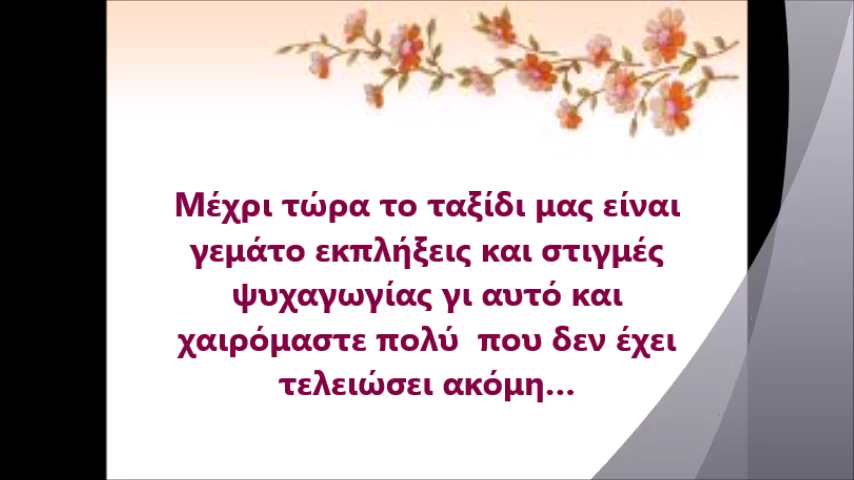 Μέχρι τώρα το ταξίδι μας είναι
γεμάτο εκπλήξεις και στιγμές
ψυχαγωγίας γι αυτό και
χαιρόμαστε πολύ  που δεν έχει
τελειώσει ακόμη...